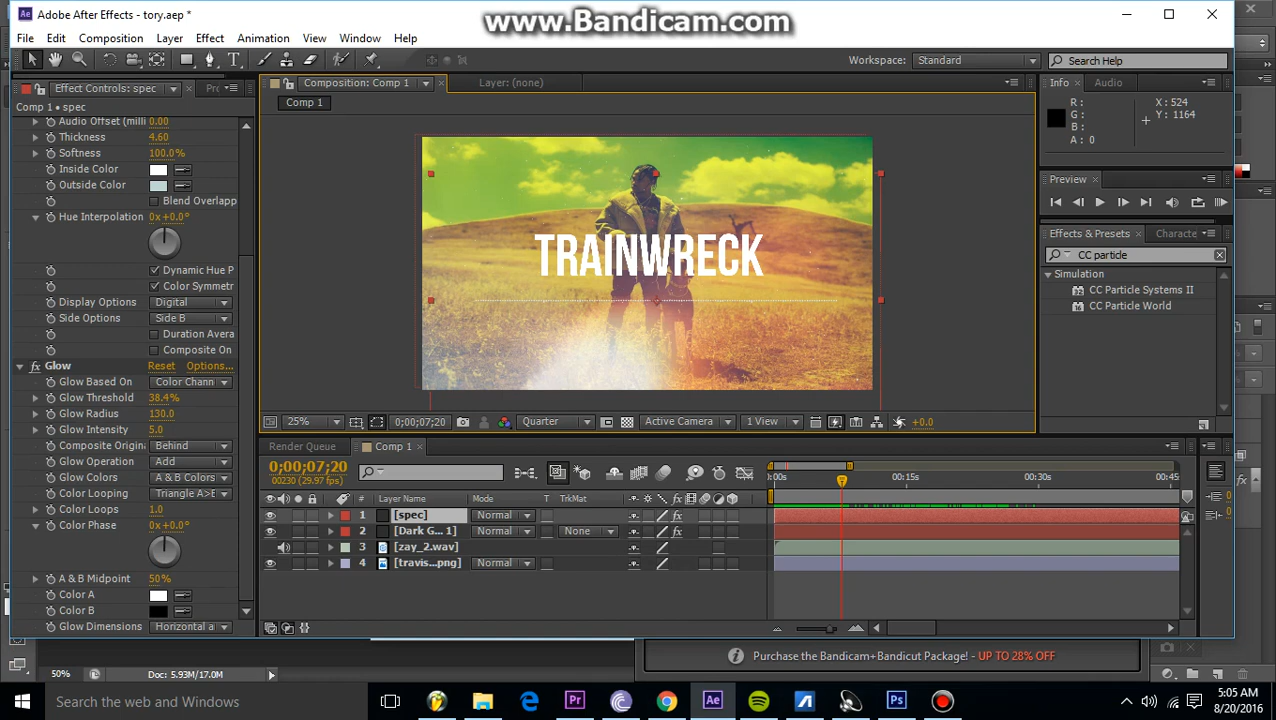 Adobe After Effects - tory.aep *
www.Bandicam.com
File Edit Composition Layer Effect Animation View Window Help
Workspace: Standard
Search Help
Effect Controls: spec
Composition: Comp 1
Layer: (none)
Info Audio
Comp 1 • spec
Comp 1
R: X: 524
G: Y: 1164
B:
A: 0
Audio Offset (milli 0.00
Thickness 4.60
Softness 100.0%
Inside Color
Outside Color
Blend Overlapp
Hue Interpolation 0x+0.0°
Dynamic Hue P
Color Symmetr
Display Options Digital
Side Options Side B
Duration Avera
Composite On
Glow Reset Options...
Glow Based On Color Chann
Glow Threshold 38.4%
Glow Radius 130.0
Glow Intensity 5.0
Composite Origina Behind
Glow Operation Add
Glow Colors A & B Colors
Color Looping Triangle A>B
Color Loops 1.0
Color Phase 0x+0.0°
A & B Midpoint 50%
Color A
Color B
Glow Dimensions Horizontal a
TRAINWRECK
Preview
Effects & Presets Characte
CC particle
Simulation
CC Particle Systems II
CC Particle World
25% 0;00;07;20 Quarter Active Camera 1 View +0.0
Render Queue Comp 1
0;00;07;20
00230 (29.97 fps)
:00s 00:15s 00:30s 00:45
# Layer Name Mode T TrkMat
1 [spec] Normal
2 [Dark G... 1] Normal None
3 [zay_2.wav]
4 [travis...png] Normal
Purchase the Bandicam+Bandicut Package! - UP TO 28% OFF
50% Doc: 5.93M/17.0M
Search the web and Windows
5:05 AM
8/20/2016